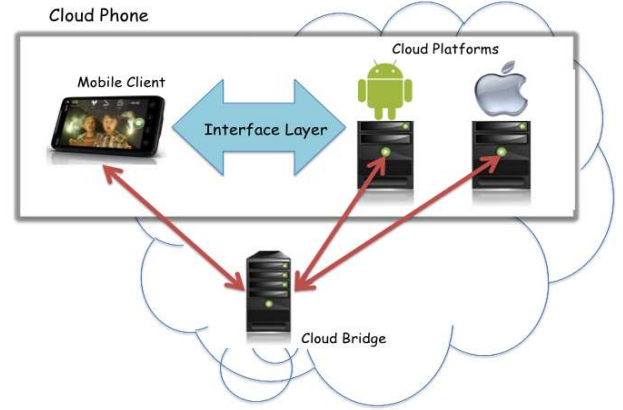 Cloud Phone
Cloud Platforms
Mobile Client
Interface Layer
Cloud Bridge